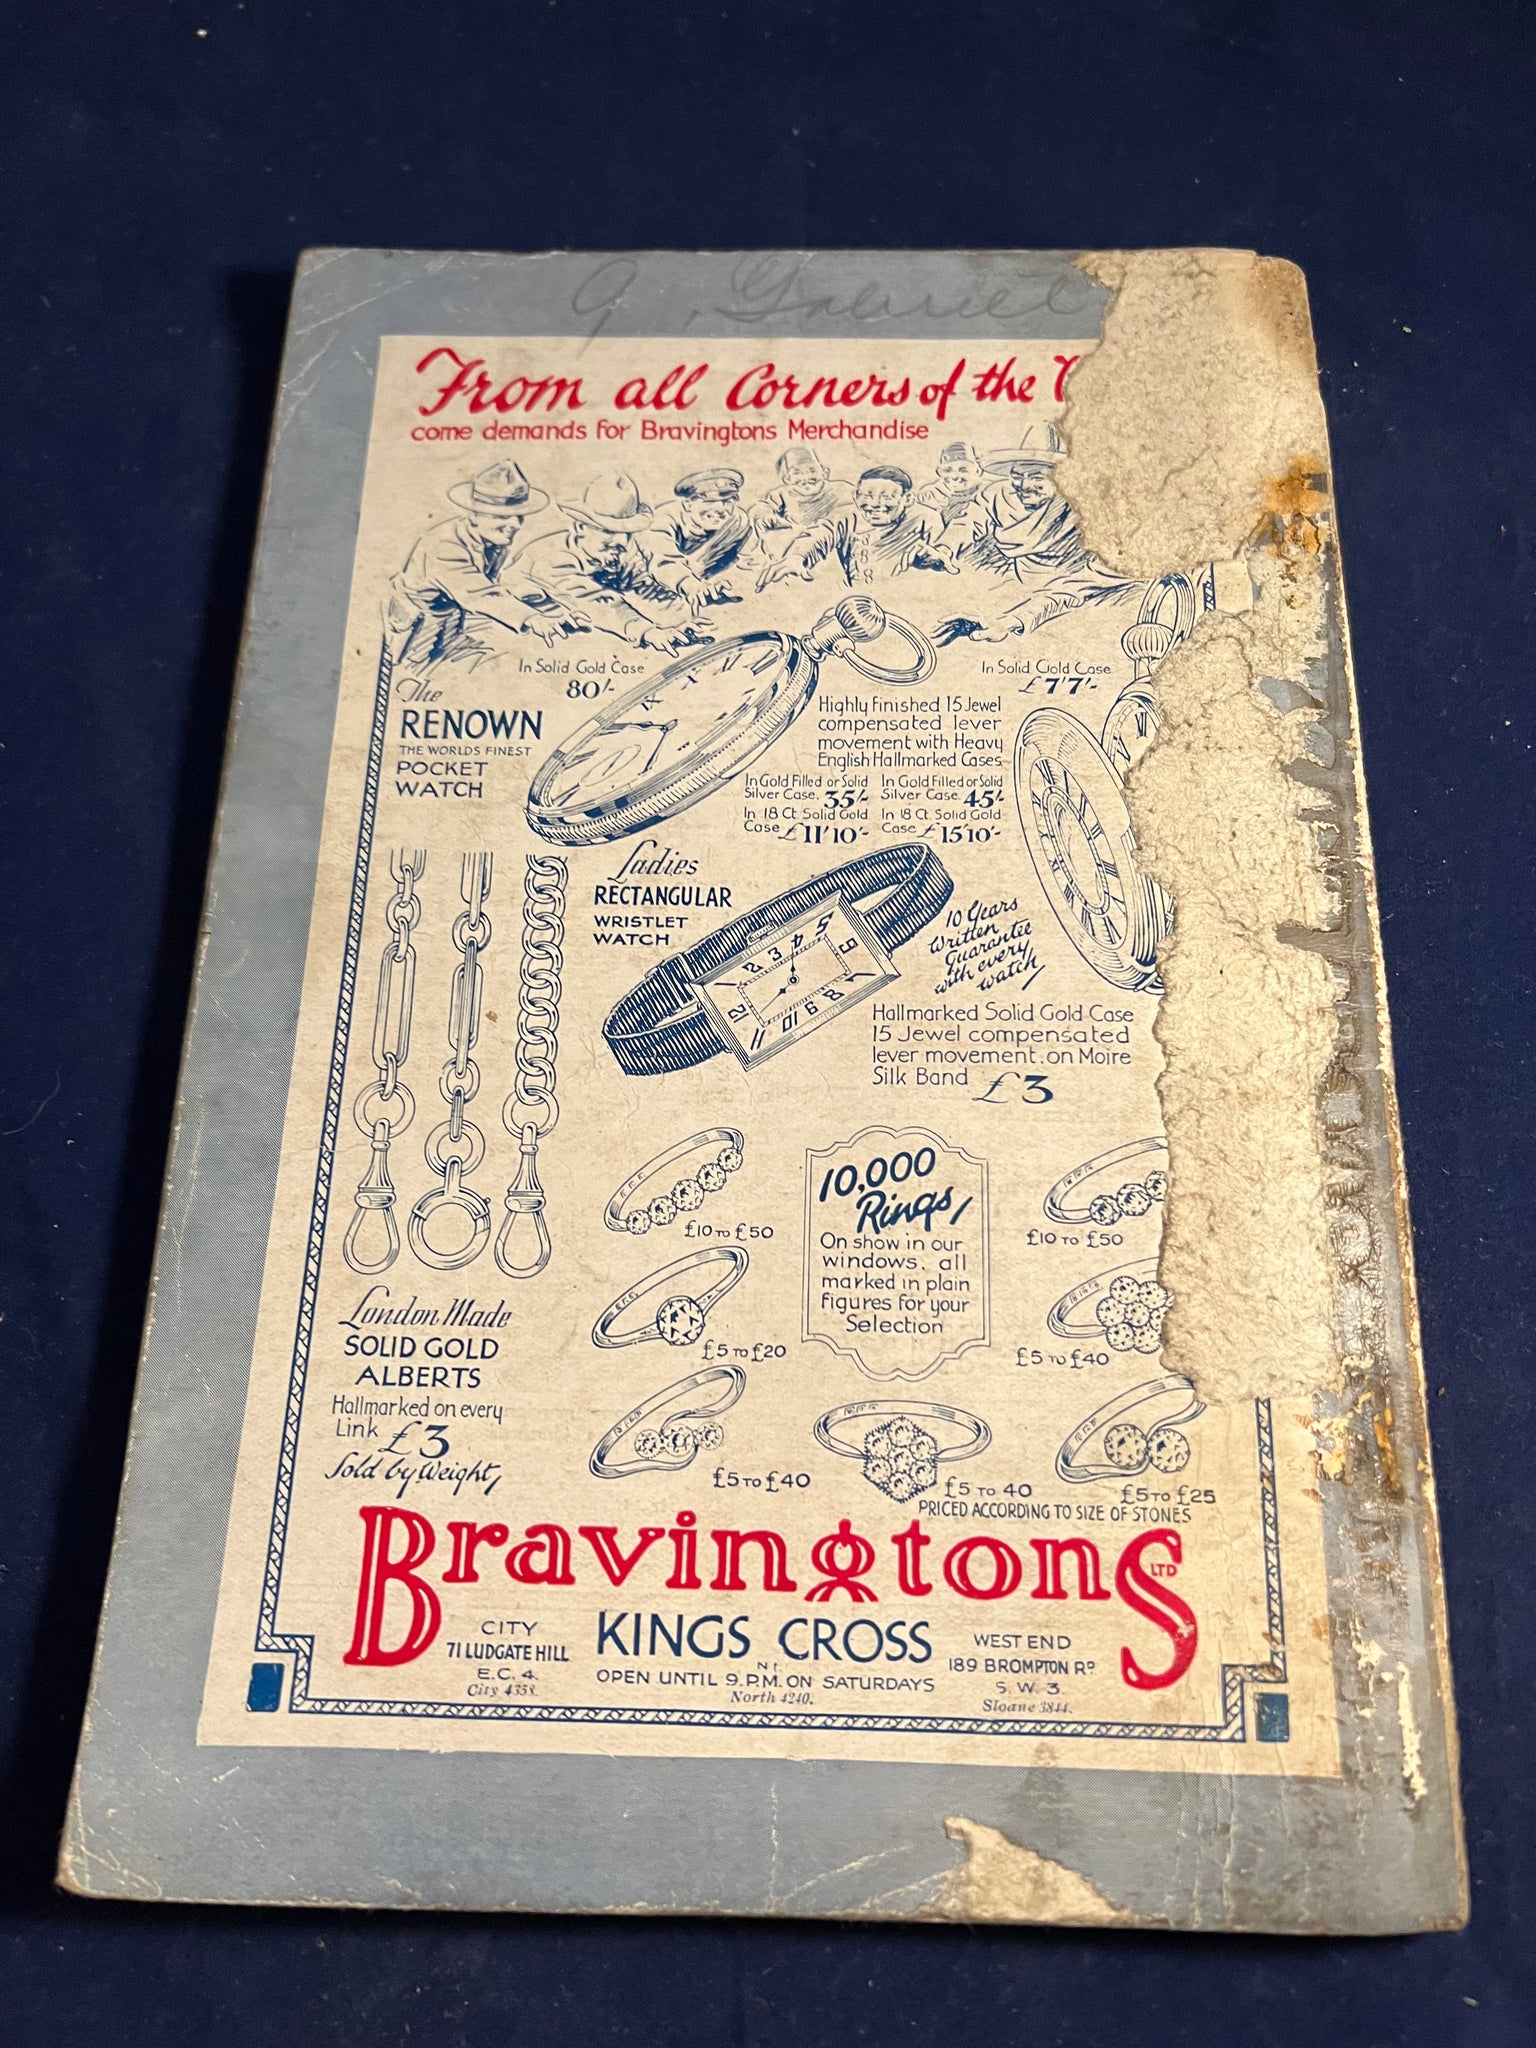 Gabriel
From all Corners of the
come demands for Bravingtons Merchandise
In Solid Gold Case
80/-
The
RENOWN
THE WORLDS FINEST
POCKET
WATCH
In Solid Gold Case
£7'7'-
Highly Finished 15 Jewel
compensated lever
movement with Heavy
English Hallmarked Cases
In Gold Filled or Solid
Silver Case. 35/-
In 18 Ct. Solid Gold
Case £11'10'-
In Gold Filled or Solid
Silver Case. 45/-
In 18 Ct. Solid Gold
Case £15'10'-
Ladies
RECTANGULAR
WRISTLET
WATCH
10 Years
Written
Guarantee
with every
watch
Hallmarked Solid Gold Case
15 Jewel compensated
lever movement. on Moire
Silk Band £3
£10 TO £50
10,000
Rings,
On show in our
windows, all
marked in plain
figures for your
Selection
£10 TO £50
£5 TO £20
£5 TO £40
London Made
SOLID GOLD
ALBERTS
Hallmarked on every
Link £3
Sold by Weight,
£5 TO £40
£5 TO 40
£5 TO £25
PRICED ACCORDING TO SIZE OF STONES
Bravingtons LTD
CITY
71 LUDGATE HILL
E.C. 4.
City 4358.
KINGS CROSS
N1.
OPEN UNTIL 9.P.M. ON SATURDAYS
North 4240.
WEST END
189 BROMPTON RD
S. W. 3.
Sloane 3844.